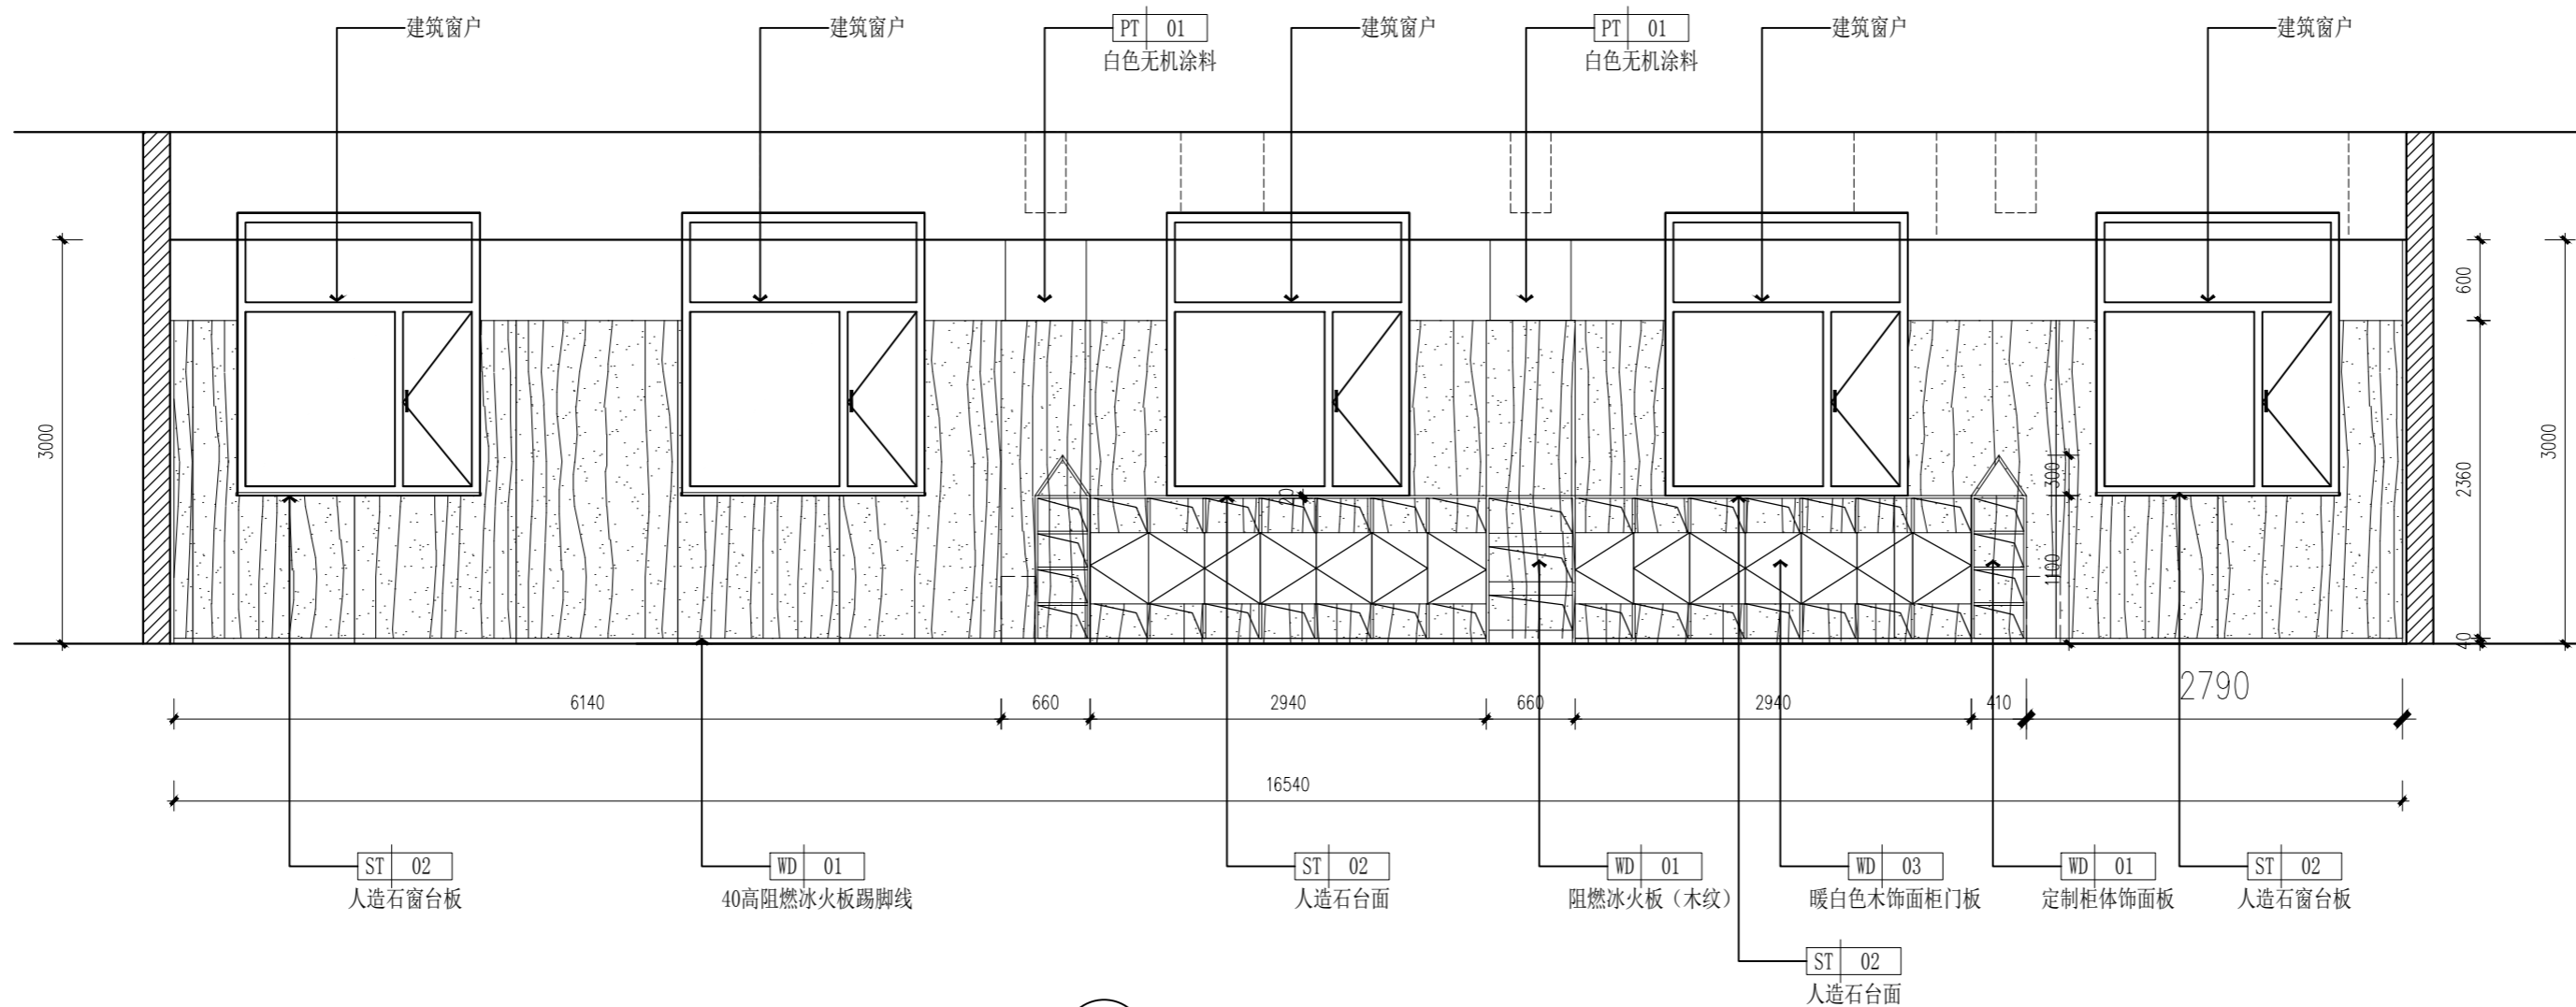 建筑窗户
建筑窗户
PT 01
白色无机涂料
建筑窗户
PT 01
白色无机涂料
建筑窗户
建筑窗户
3000
600
2360
40
3000
20
300
1100
6140
660
2940
660
2940
410
2790
16540
ST 02
人造石窗台板
WD 01
40高阻燃冰火板踢脚线
ST 02
人造石台面
WD 01
阻燃冰火板（木纹）
WD 03
暖白色木饰面柜门板
WD 01
定制柜体饰面板
ST 02
人造石窗台板
ST 02
人造石台面